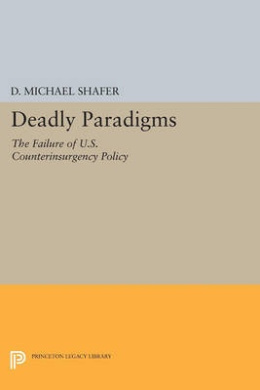 D. MICHAEL SHAFER
Deadly Paradigms
The Failure of U.S.
Counterinsurgency Policy
P
PRINCETON LEGACY LIBRARY